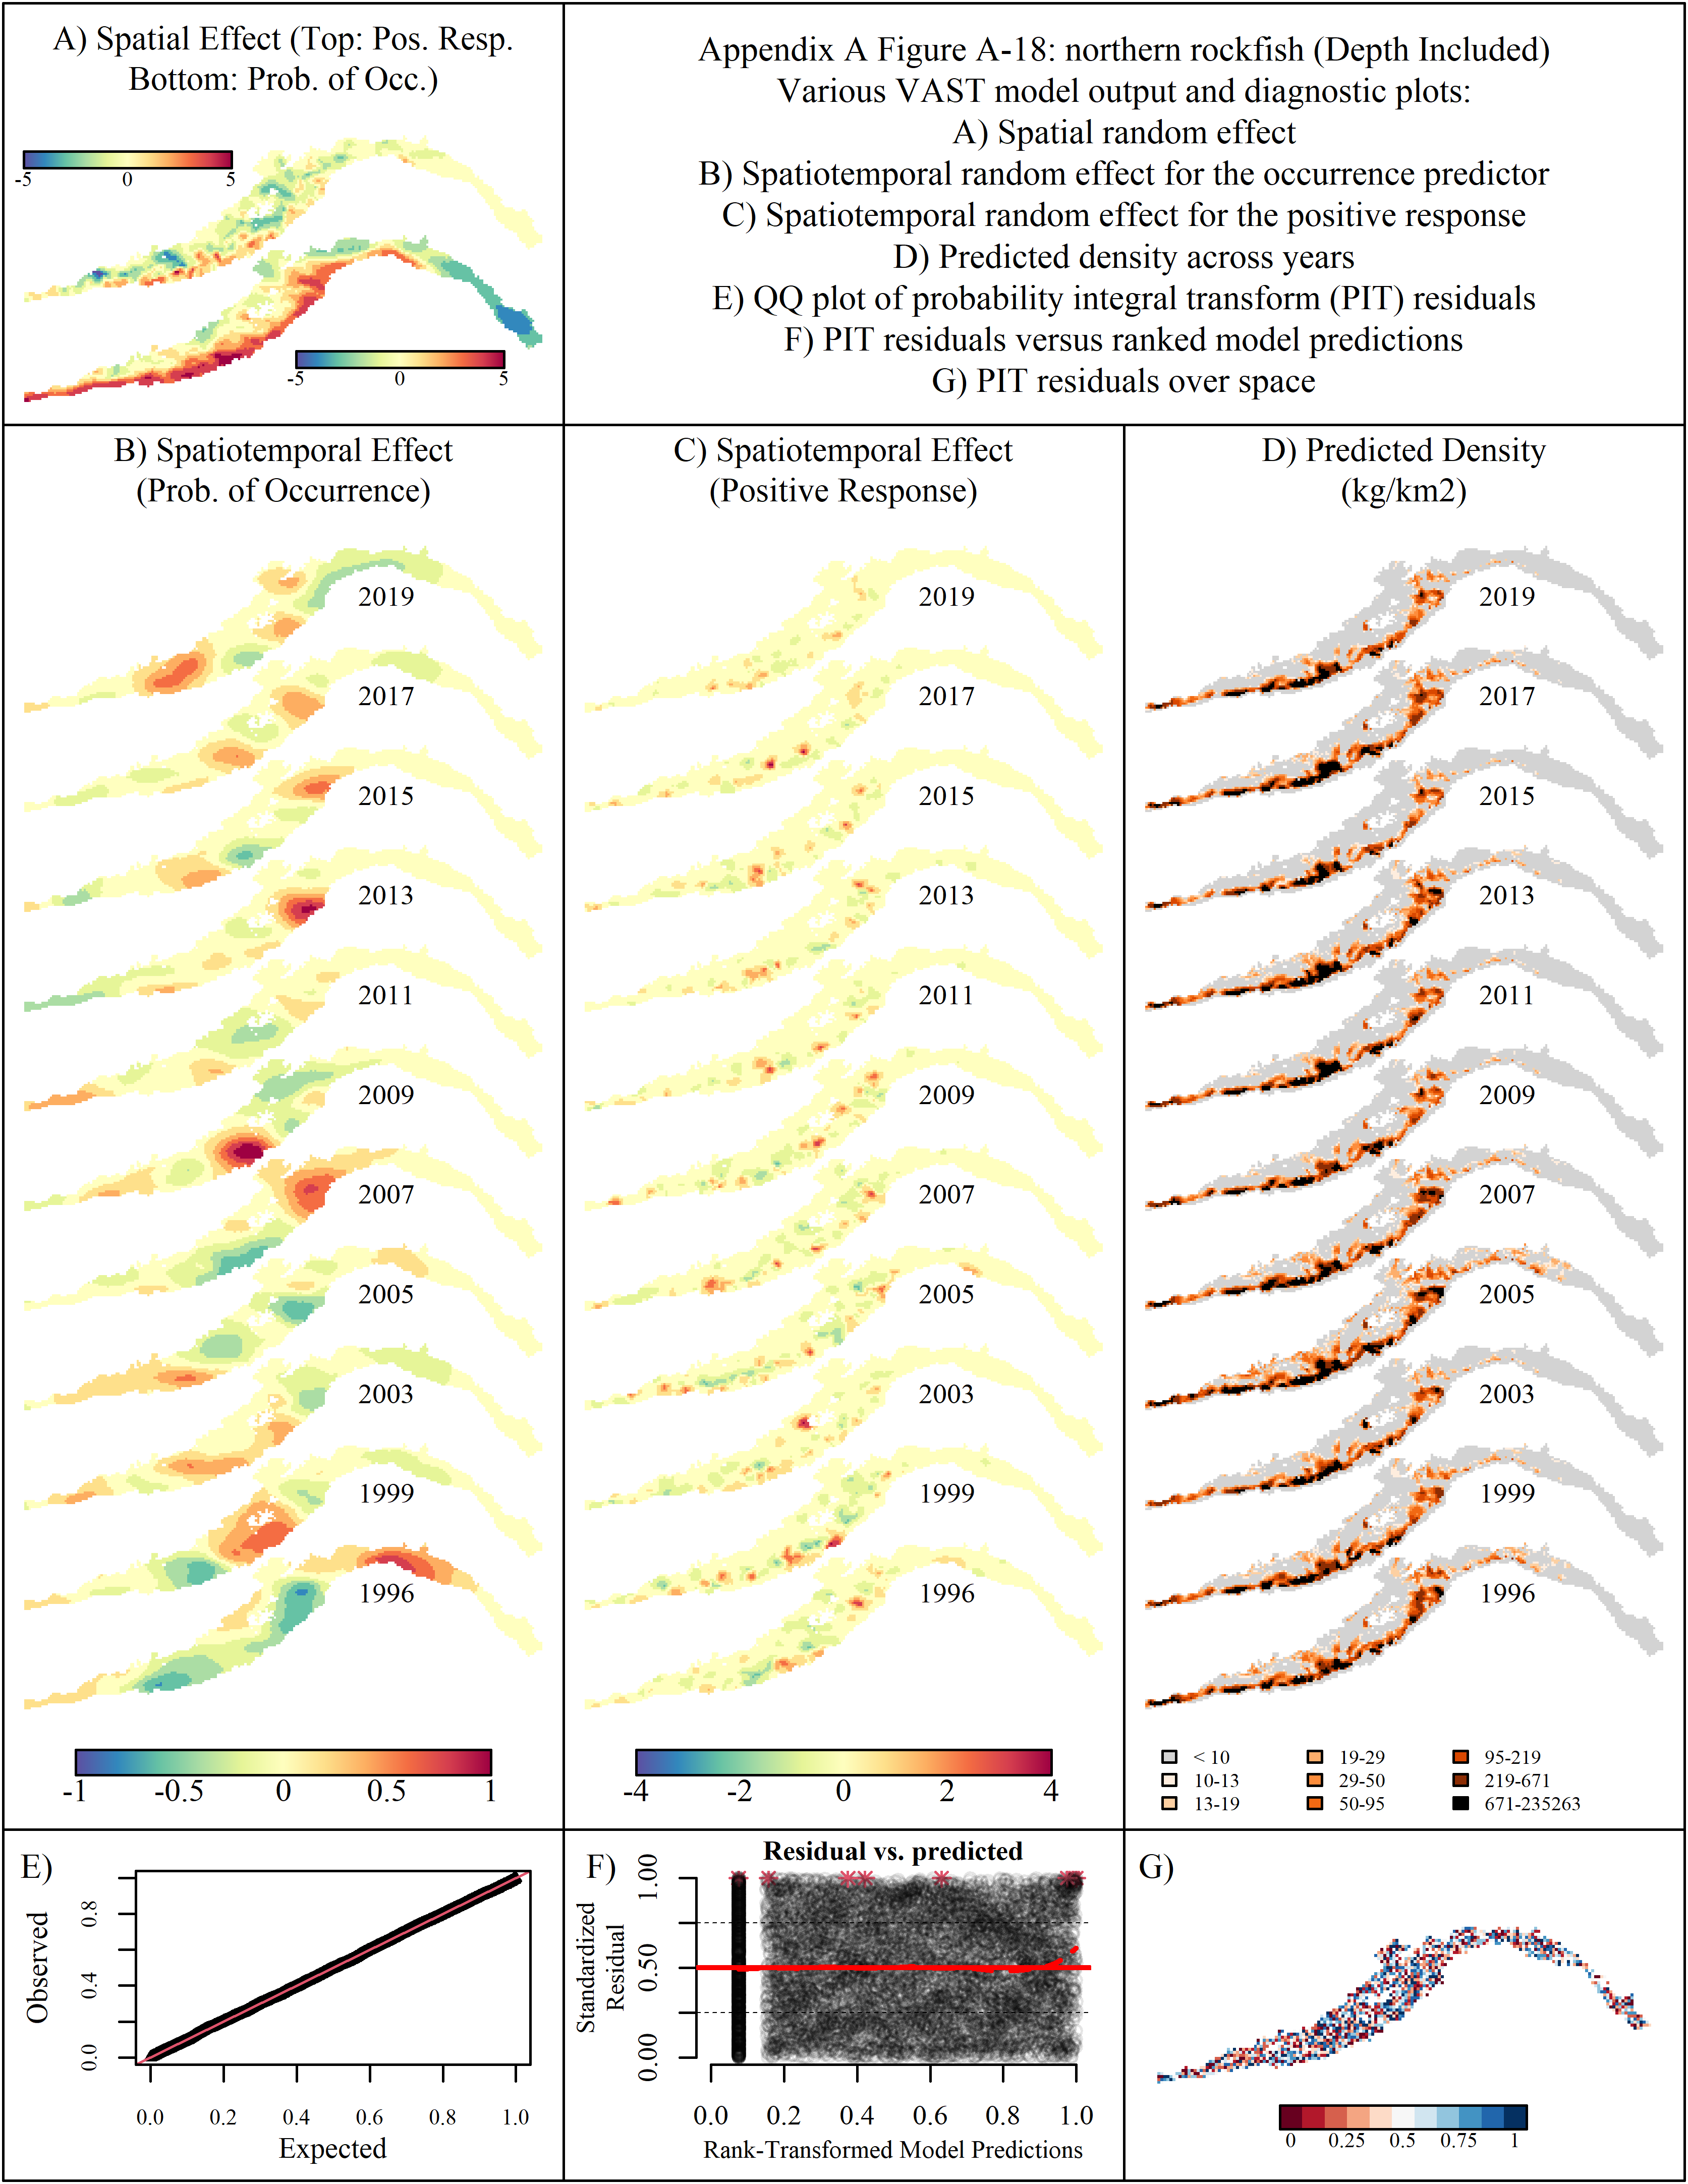 A) Spatial Effect (Top: Pos. Resp.
Bottom: Prob. of Occ.)
-5 0 5
-5 0 5
Appendix A Figure A-18: northern rockfish (Depth Included)
Various VAST model output and diagnostic plots:
A) Spatial random effect
B) Spatiotemporal random effect for the occurrence predictor
C) Spatiotemporal random effect for the positive response
D) Predicted density across years
E) QQ plot of probability integral transform (PIT) residuals
F) PIT residuals versus ranked model predictions
G) PIT residuals over space
B) Spatiotemporal Effect
(Prob. of Occurrence)
2019
2017
2015
2013
2011
2009
2007
2005
2003
1999
1996
-1 -0.5 0 0.5 1
C) Spatiotemporal Effect
(Positive Response)
2019
2017
2015
2013
2011
2009
2007
2005
2003
1999
1996
-4 -2 0 2 4
D) Predicted Density
(kg/km2)
2019
2017
2015
2013
2011
2009
2007
2005
2003
1999
1996
< 10 19-29 95-219
10-13 29-50 219-671
13-19 50-95 671-235263
E)
Observed
0.0 0.4 0.8
0.0 0.2 0.4 0.6 0.8 1.0
Expected
F)
Residual vs. predicted
Standardized
Residual
0.00 0.50 1.00
0.0 0.2 0.4 0.6 0.8 1.0
Rank-Transformed Model Predictions
G)
0 0.25 0.5 0.75 1